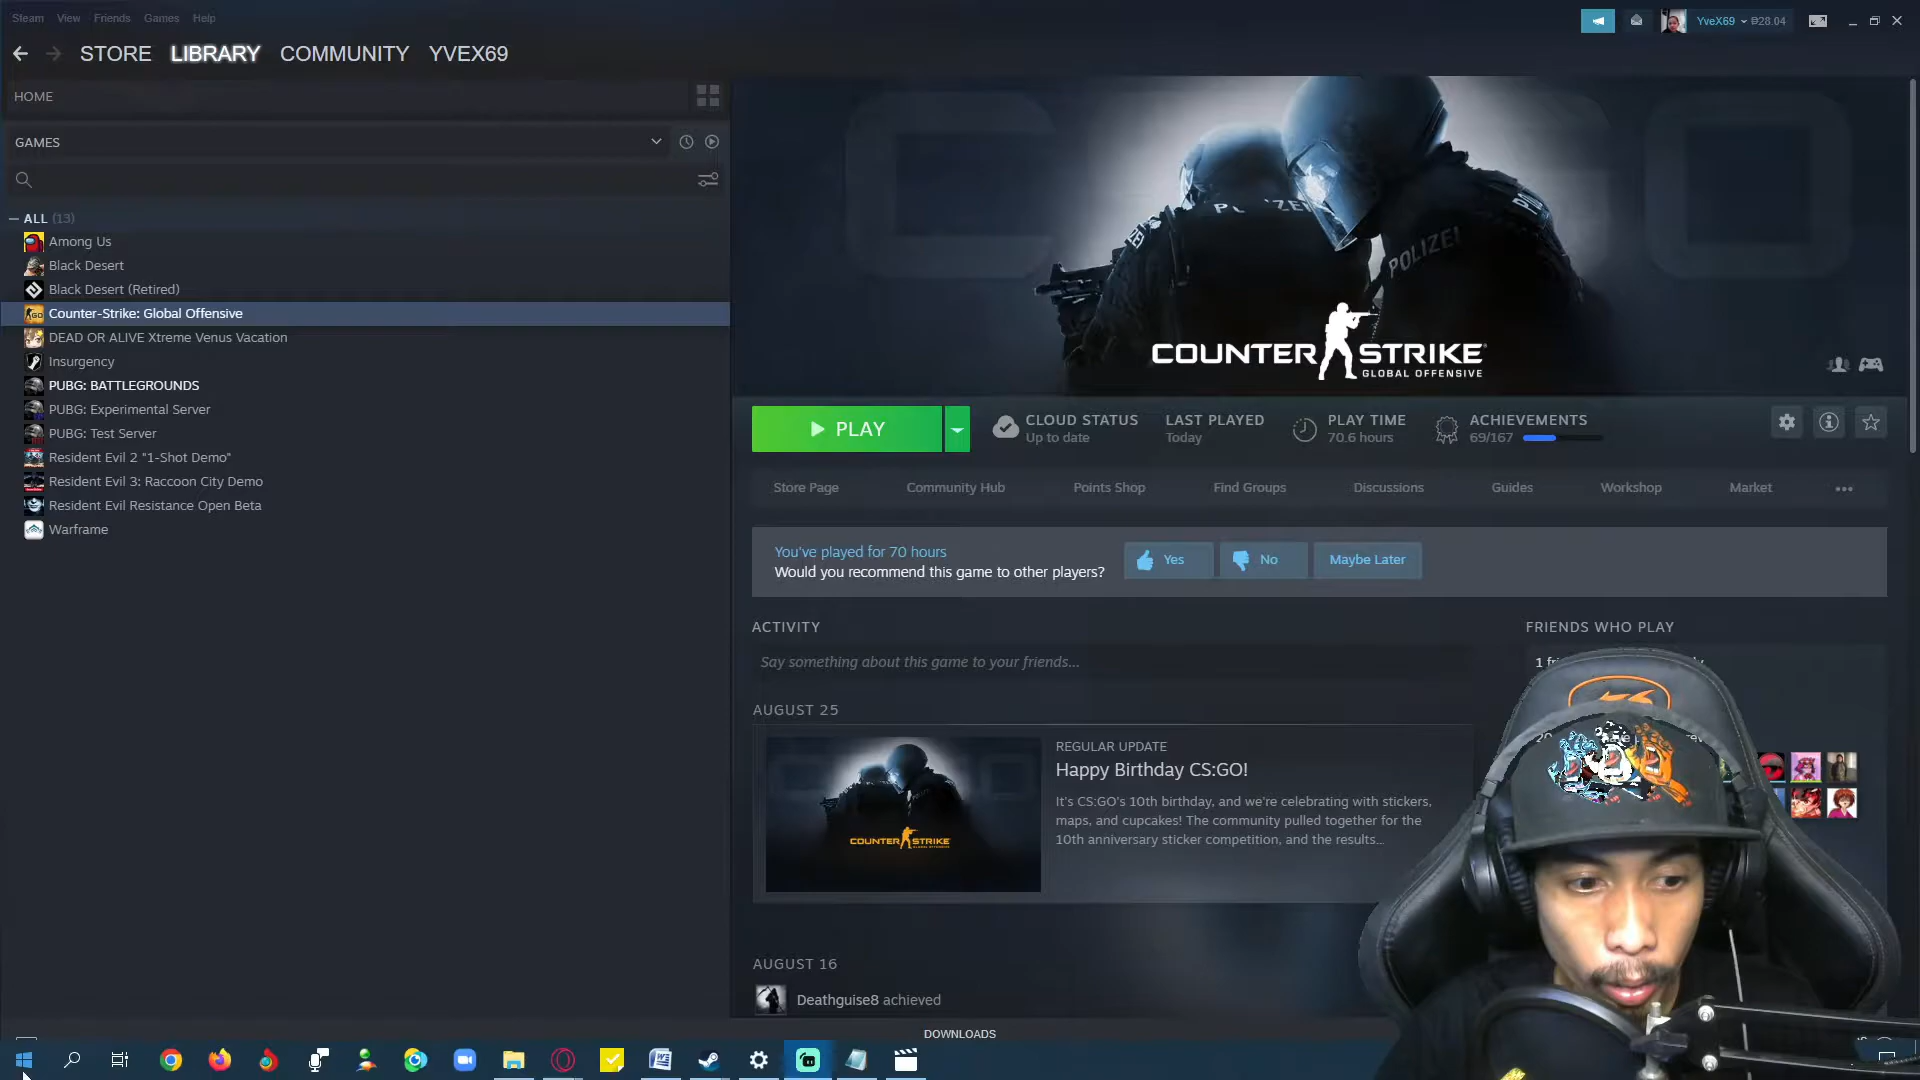 Steam View Friends Games Help
YveX69 ₱28.04
STORE LIBRARY COMMUNITY YVEX69
HOME
GAMES
ALL (13)
Among Us
Black Desert
Black Desert (Retired)
Counter-Strike: Global Offensive
DEAD OR ALIVE Xtreme Venus Vacation
Insurgency
PUBG: BATTLEGROUNDS
PUBG: Experimental Server
PUBG: Test Server
Resident Evil 2 "1-Shot Demo"
Resident Evil 3: Raccoon City Demo
Resident Evil Resistance Open Beta
Warframe
POLIZEI
COUNTER STRIKE
GLOBAL OFFENSIVE
PLAY
CLOUD STATUS
Up to date
LAST PLAYED
Today
PLAY TIME
70.6 hours
ACHIEVEMENTS
69/167
Store Page Community Hub Points Shop Find Groups Discussions Guides Workshop Market
You've played for 70 hours
Would you recommend this game to other players?
Yes No Maybe Later
ACTIVITY
Say something about this game to your friends...
FRIENDS WHO PLAY
AUGUST 25
COUNTER STRIKE
REGULAR UPDATE
Happy Birthday CS:GO!
It's CS:GO's 10th birthday, and we're celebrating with stickers,
maps, and cupcakes! The community pulled together for the
10th anniversary sticker competition, and the results...
AUGUST 16
Deathguise8 achieved
DOWNLOADS